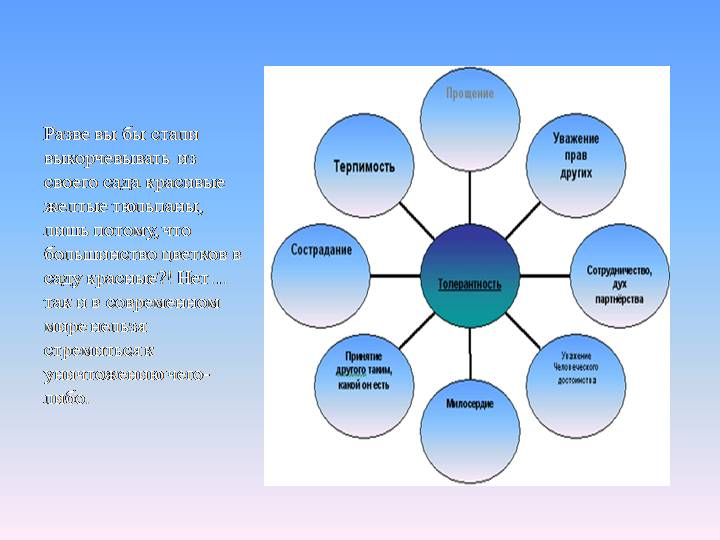 Разве вы бы стали
выкорчевывать из
своего сада красивые
желтые тюльпаны,
лишь потому, что
большинство цветков в
саду красные?! Нет ...
так и в современном
мире нельзя
стремиться к
уничтожению чего-
либо.
Прощение
Уважение
прав
других
Сотрудничество,
дух
партнёрства
Уважение
Человеческого
достоинства
Милосердие
Принятие
другого таким,
какой он есть
Сострадание
Терпимость
Толерантность